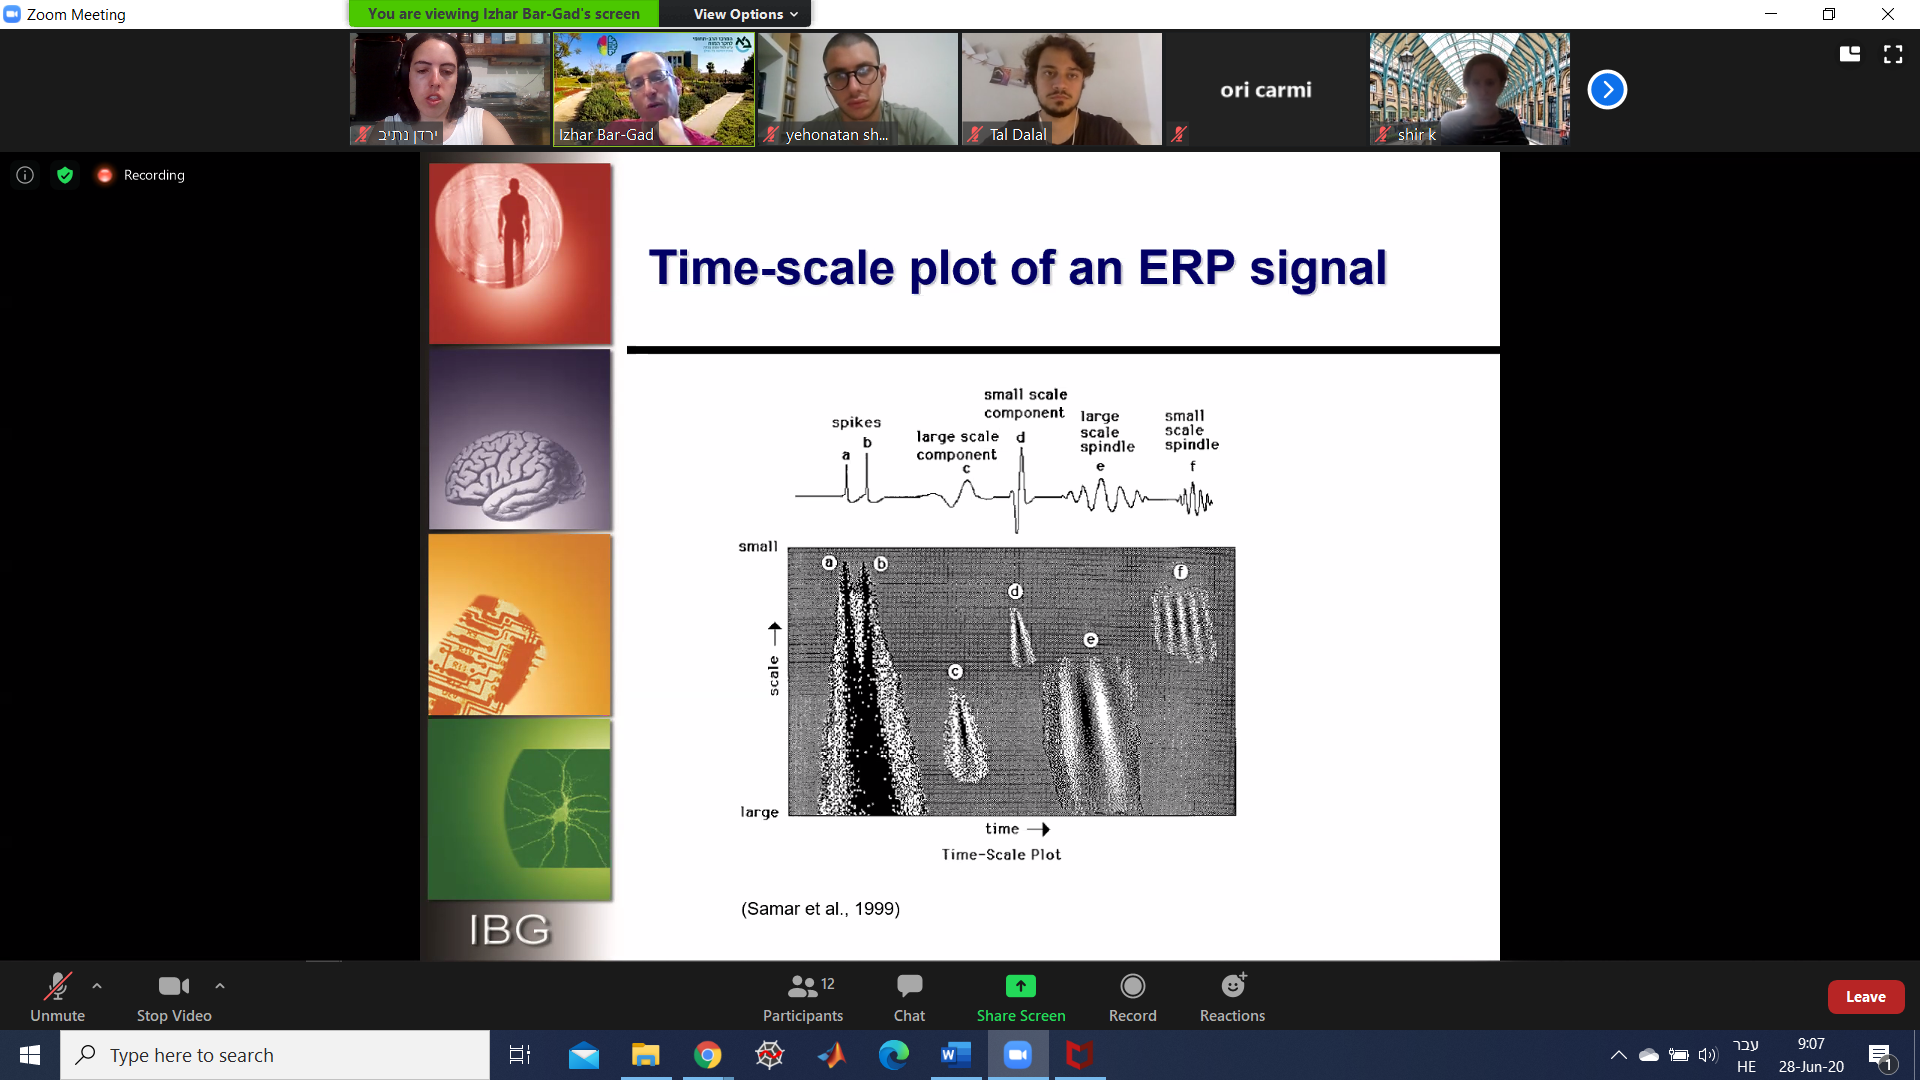 Zoom Meeting
You are viewing Izhar Bar-Gad's screen
View Options
ירדן נתיב
Izhar Bar-Gad
yehonatan sh...
Tal Dalal
ori carmi
shir k
Recording
Time-scale plot of an ERP signal
spikes
a
b
large scale
component
c
small scale
component
d
large
scale
spindle
e
small
scale
spindle
f
small
a
b
c
d
e
f
scale
large
time
Time-Scale Plot
(Samar et al., 1999)
IBG
Unmute
Stop Video
12
Participants
Chat
Share Screen
Record
Reactions
Leave
Type here to search
עבר
HE
9:07
28-Jun-20
1